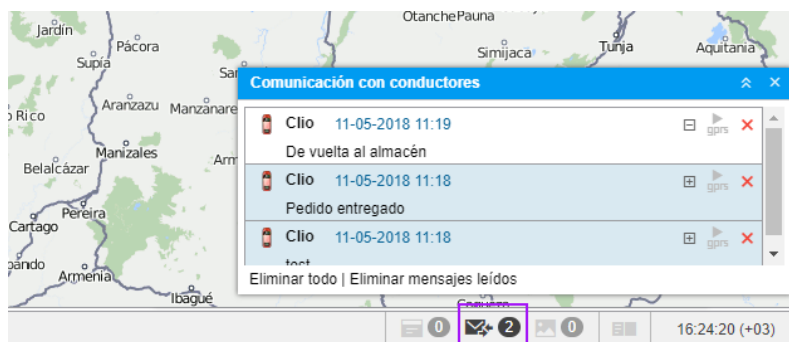 Otanche Pauna
Jardín
Pácora
Supía
Simijaca
Tunja
Aquitania
Comunicación con conductores
Rico
Aranzazu
Manzanare
Clio 11-05-2018 11:19
gprs
De vuelta al almacén
Manizales
Belalcázar
Arm
Clio 11-05-2018 11:18
gprs
Pedido entregado
Pereira
Cartago
Clio 11-05-2018 11:18
gprs
test
Armenia
Eliminar todo | Eliminar mensajes leídos
Ibagué
0
2
0
16:24:20 (+03)